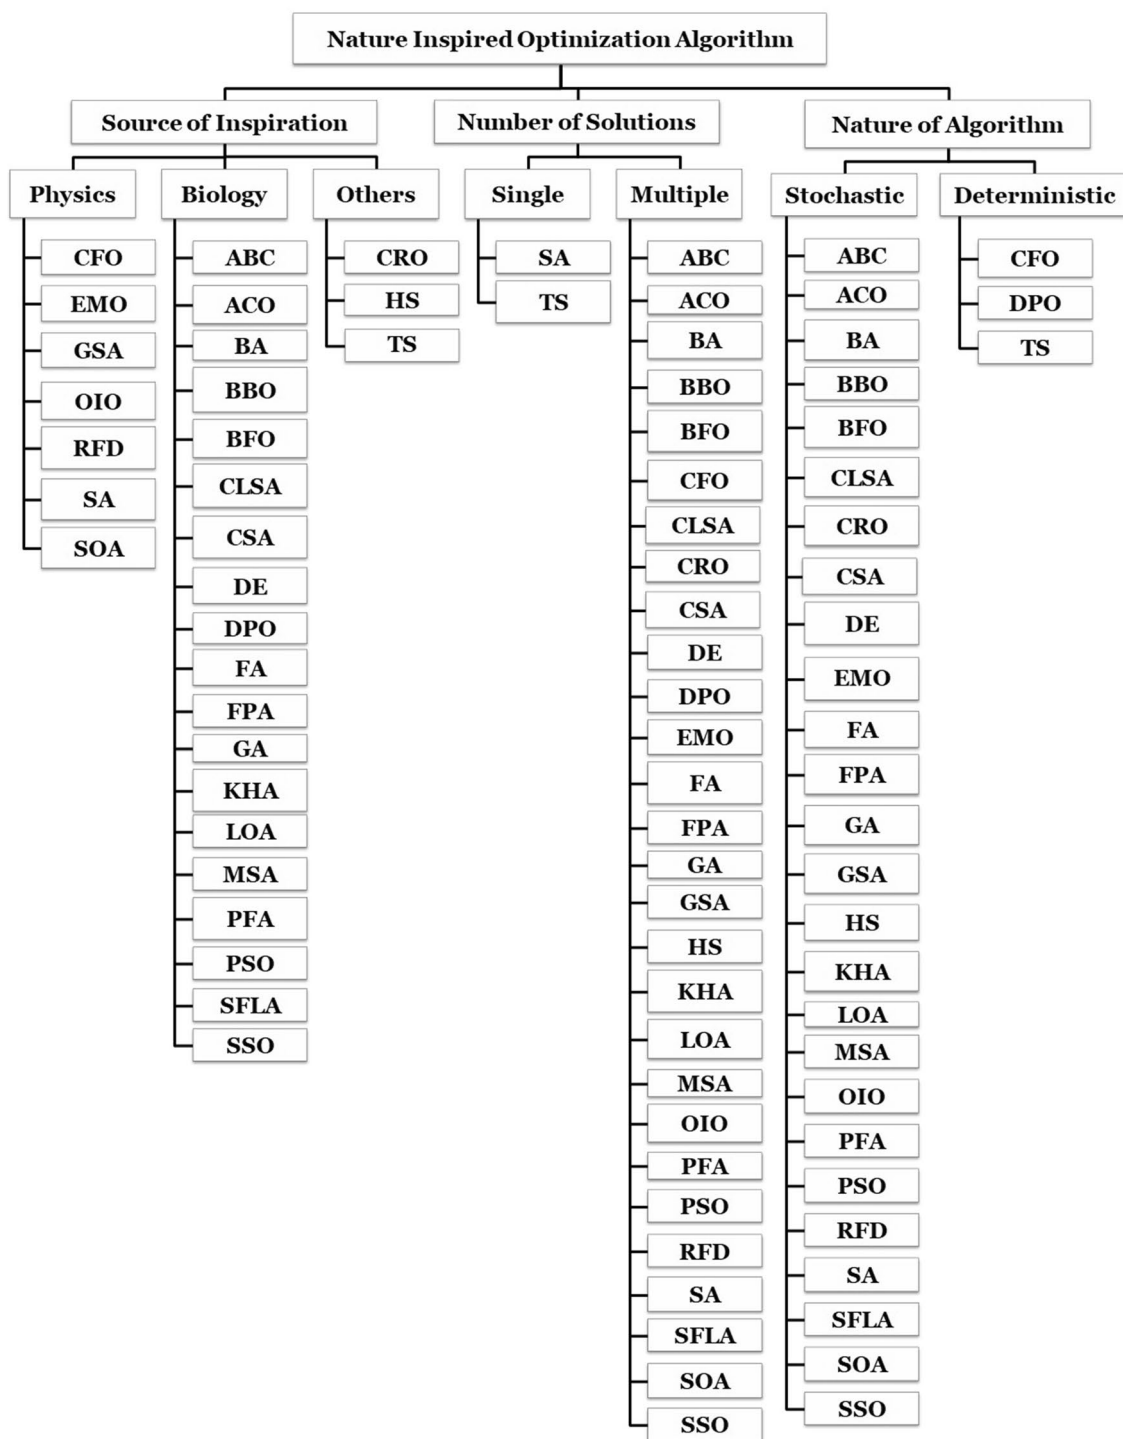 Nature Inspired Optimization Algorithm
Source of Inspiration
Number of Solutions
Nature of Algorithm
Physics
Biology
Others
Single
Multiple
Stochastic
Deterministic
CFO
EMO
GSA
OIO
RFD
SA
SOA
ABC
ACO
BA
BBO
BFO
CLSA
CSA
DE
DPO
FA
FPA
GA
KHA
LOA
MSA
PFA
PSO
SFLA
SSO
CRO
HS
TS
SA
TS
ABC
ACO
BA
BBO
BFO
CFO
CLSA
CRO
CSA
DE
DPO
EMO
FA
FPA
GA
GSA
HS
KHA
LOA
MSA
OIO
PFA
PSO
RFD
SA
SFLA
SOA
SSO
ABC
ACO
BA
BBO
BFO
CLSA
CRO
CSA
DE
EMO
FA
FPA
GA
GSA
HS
KHA
LOA
MSA
OIO
PFA
PSO
RFD
SA
SFLA
SOA
SSO
CFO
DPO
TS